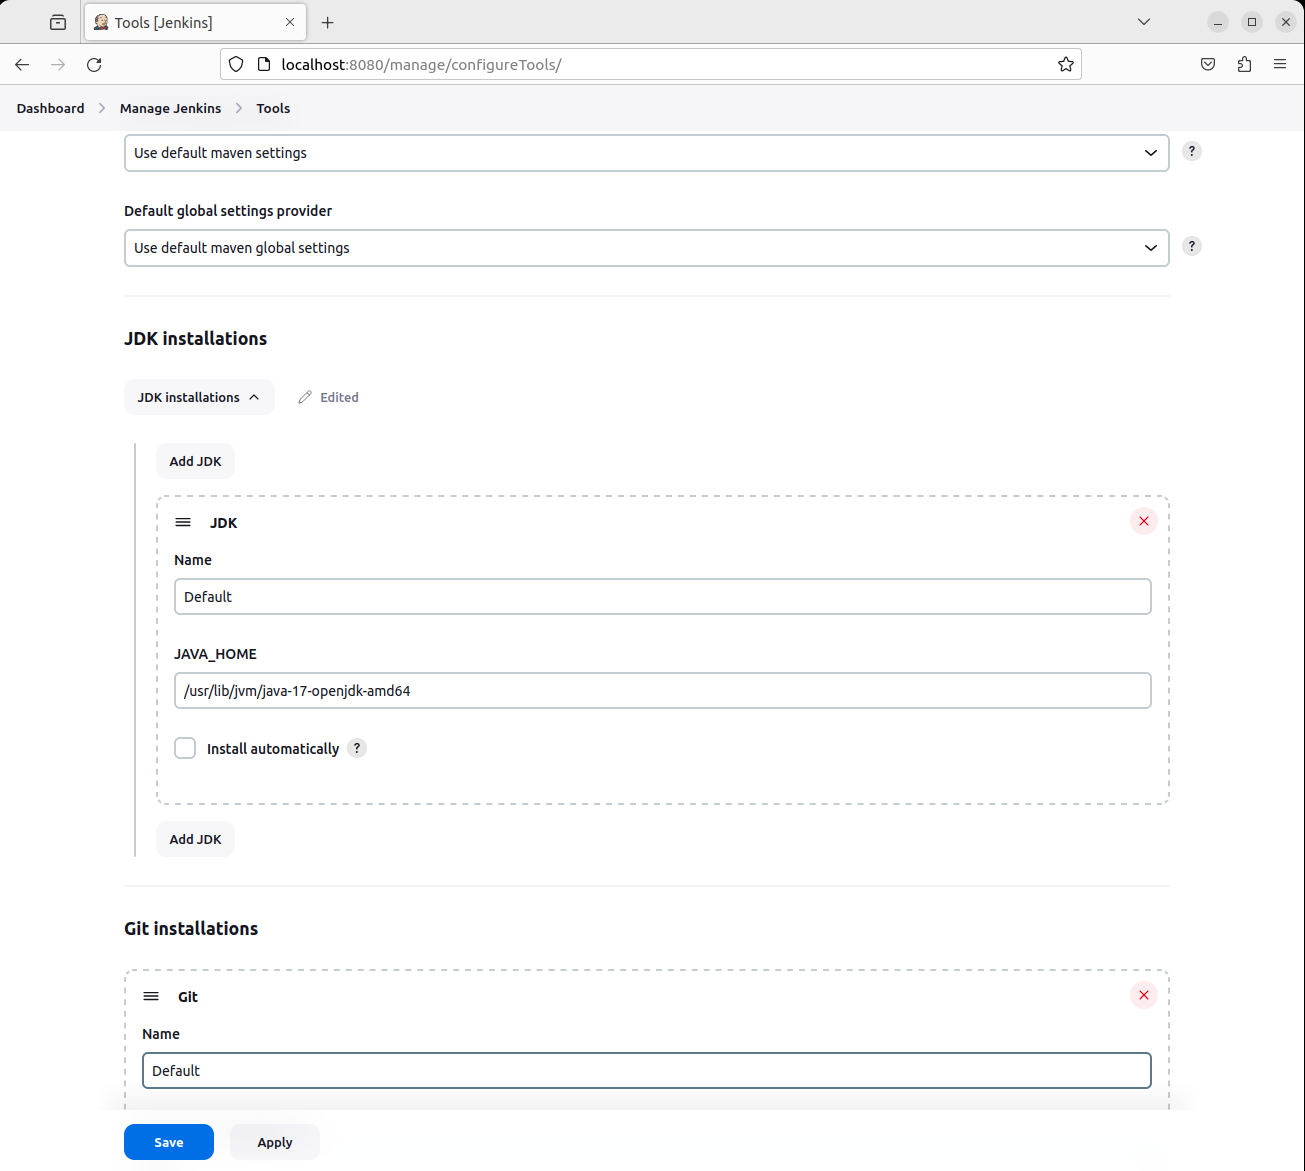 Tools [Jenkins]
localhost:8080/manage/configureTools/
Dashboard > Manage Jenkins > Tools
Use default maven settings
?
Default global settings provider
Use default maven global settings
?
JDK installations
JDK installations
Edited
Add JDK
JDK
Name
Default
JAVA_HOME
/usr/lib/jvm/java-17-openjdk-amd64
Install automatically ?
Add JDK
Git installations
Git
Name
Default
Save
Apply